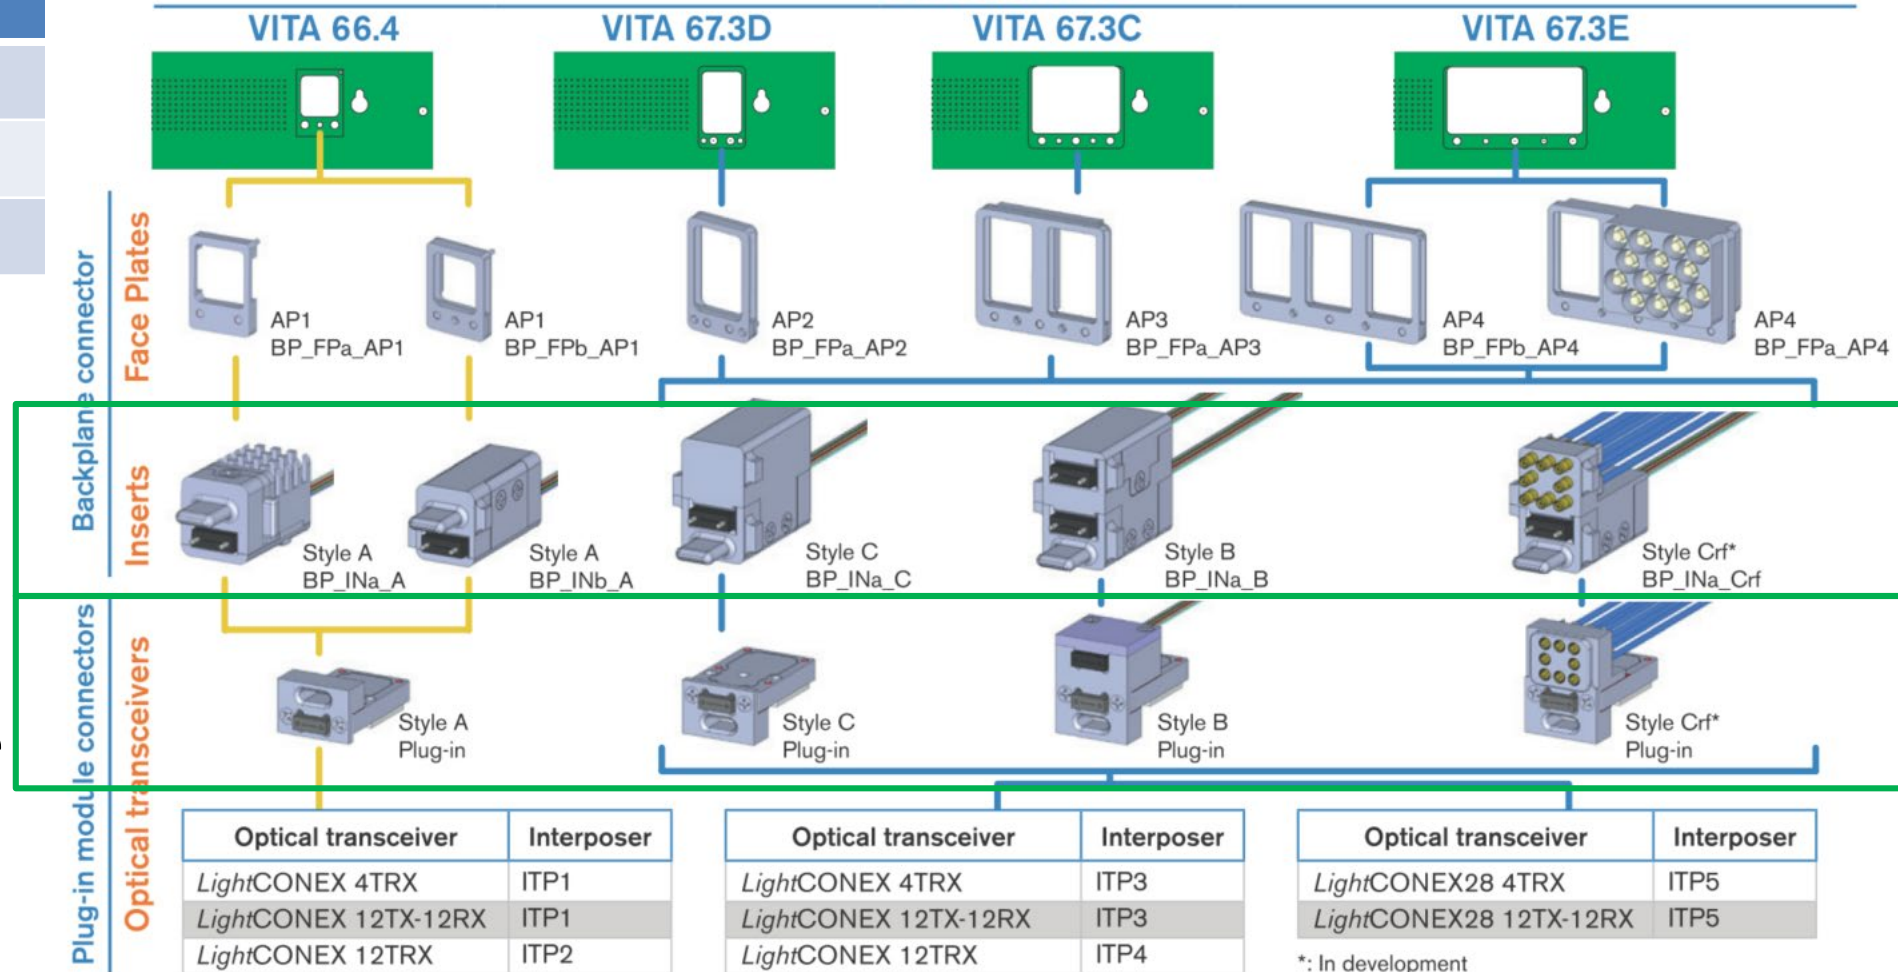 VITA 66.4
VITA 67.3D
VITA 67.3C
VITA 67.3E
Backplane connector
Face Plates
AP1
BP_FPa_AP1
AP1
BP_FPb_AP1
AP2
BP_FPa_AP2
AP3
BP_FPa_AP3
AP4
BP_FPb_AP4
AP4
BP_FPa_AP4
Inserts
Style A
BP_INa_A
Style A
BP_INb_A
Style C
BP_INa_C
Style B
BP_INa_B
Style Crf*
BP_INa_Crf
Plug-in module connectors
Optical transceivers
Style A
Plug-in
Style C
Plug-in
Style B
Plug-in
Style Crf*
Plug-in
Optical transceiver Interposer
LightCONEX 4TRX ITP1
LightCONEX 12TX-12RX ITP1
LightCONEX 12TRX ITP2
Optical transceiver Interposer
LightCONEX 4TRX ITP3
LightCONEX 12TX-12RX ITP3
LightCONEX 12TRX ITP4
Optical transceiver Interposer
LightCONEX28 4TRX ITP5
LightCONEX28 12TX-12RX ITP5
*: In development